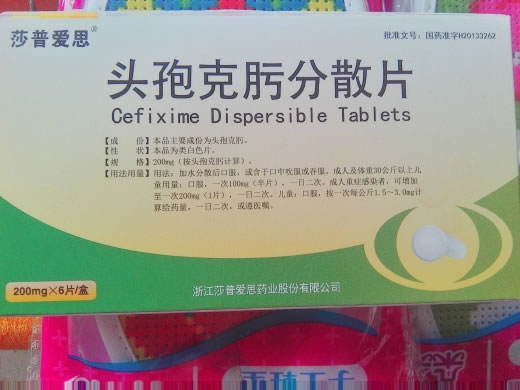 莎普爱思®
批准文号：国药准字H20133262
头孢克肟分散片
Cefixime Dispersible Tablets
【成　份】本品主要成份为头孢克肟。
【性　状】本品为类白色片。
【规　格】200mg（按头孢克肟计算）。
【用法用量】用法：加水分散后口服，或含于口中吮服或吞服。成人及体重30公斤以上儿
童用量：口服，一次100mg（半片），一日二次。成人重症感染者，可增加
至一次200mg（1片），一日二次。儿童：口服，按一次每公斤1.5～3.0mg计
算给药量，一日二次。或遵医嘱。
200mg×6片/盒
浙江莎普爱思药业股份有限公司